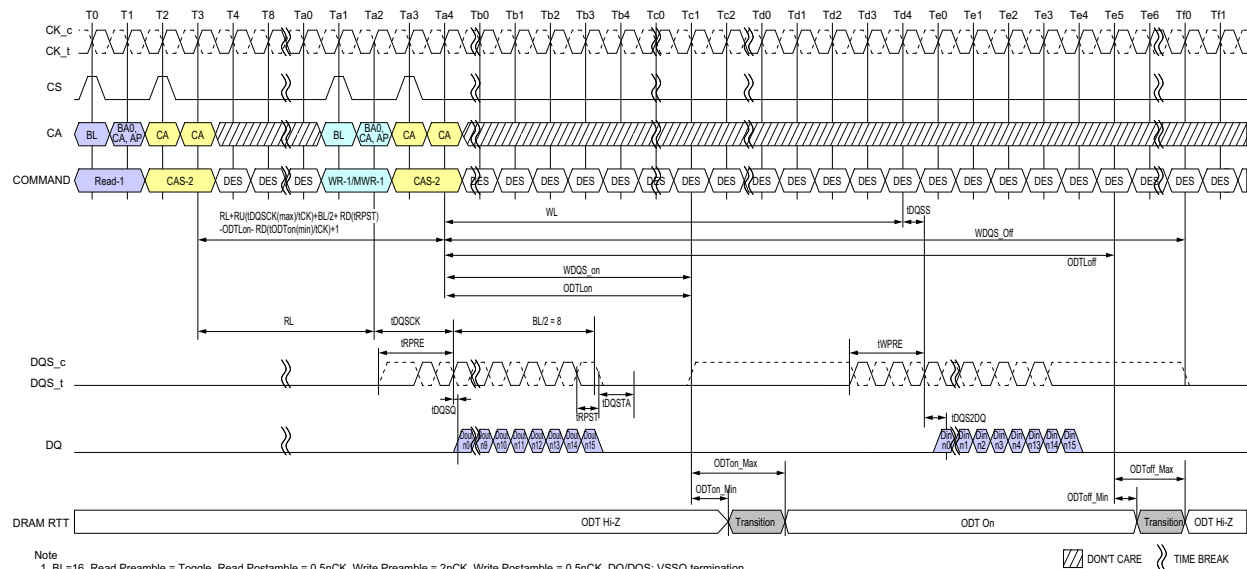 T0 T1 T2 T3 T4 T8 Ta0 Ta1 Ta2 Ta3 Ta4 Tb0 Tb1 Tb2 Tb3 Tb4 Tc0 Tc1 Tc2 Td0 Td1 Td2 Td3 Td4 Te0 Te1 Te2 Te3 Te4 Te5 Te6 Tf0 Tf1
CK_c
CK_t
CS
CA BL BA0, CA, AP CA CA BL BA0, CA, AP CA CA
COMMAND Read-1 CAS-2 DES DES DES WR-1/MWR-1 CAS-2 DES DES DES DES DES DES DES DES DES DES DES DES DES DES DES DES DES DES DES DES DES DES
RL+RU(tDQSCK(max)/tCK)+BL/2+ RD(tRPST)
-ODTLon- RD(tODTon(min)/tCK)+1
WL tDQSS
WDQS_Off
ODTLoff
WDQS_on
ODTLon
RL tDQSCK BL/2 = 8
tRPRE tWPRE
DQS_c
DQS_t
tDQSQ tRPST tDQSTA tDQS2DQ
DQ Dout n0 Dout n9 Dout n10 Dout n11 Dout n12 Dout n13 Dout n14 Dout n15 Din n0 Din n1 Din n2 Din n3 Din n4 Din n13 Din n14 Din n15
ODTon_Max ODToff_Max
ODTon_Min ODToff_Min
DRAM RTT ODT Hi-Z Transition ODT On Transition ODT Hi-Z
Note
1. BL=16, Read Preamble = Toggle, Read Postamble = 0.5nCK, Write Preamble = 2nCK, Write Postamble = 0.5nCK, DQ/DQS: VSSQ termination
DON'T CARE TIME BREAK